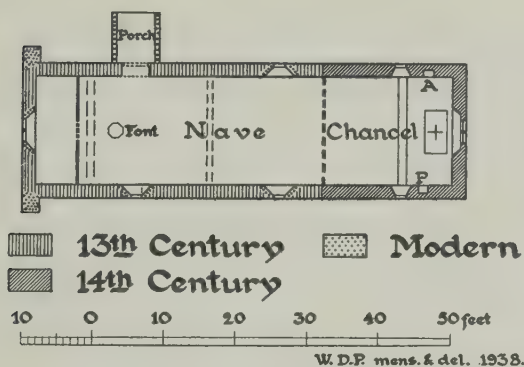 Porch
A
Font Nave Chancel
P
13th Century Modern
14th Century
10 0 10 20 30 40 50 feet
W. D. P. mens. & del. 1938.